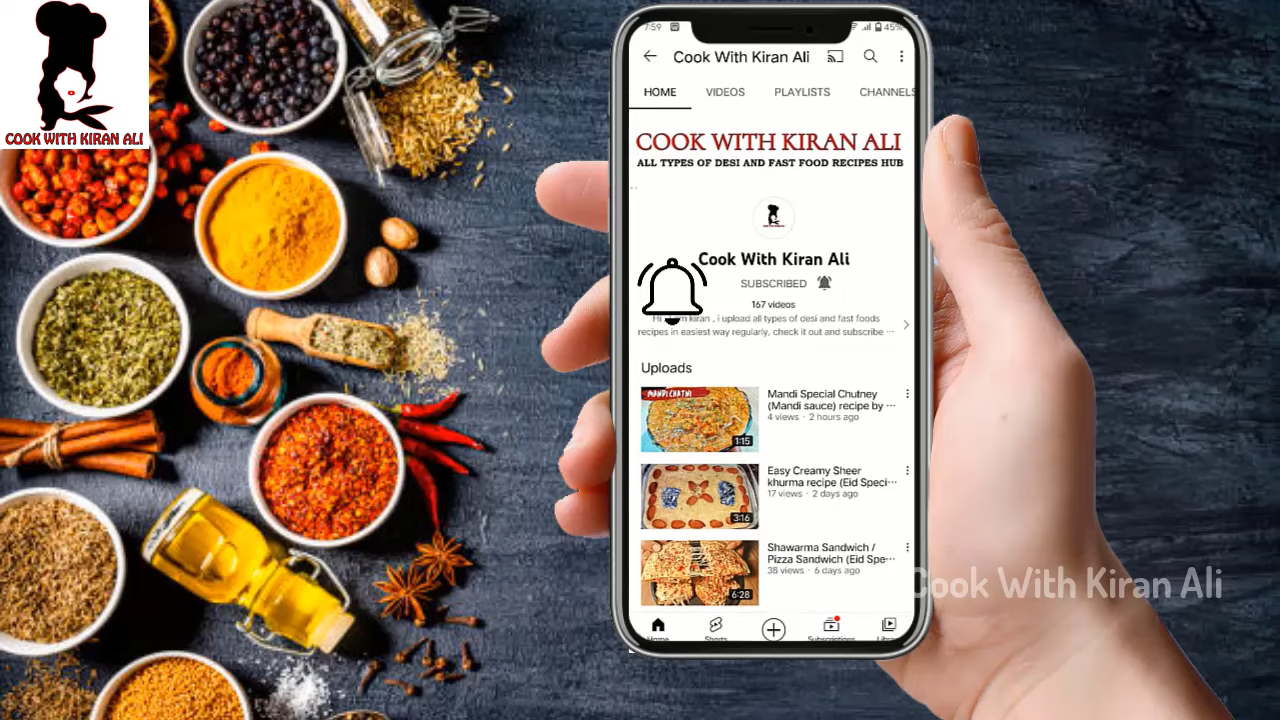 COOK WITH KIRAN ALI
7:59
45%
Cook With Kiran Ali
HOME VIDEOS PLAYLISTS CHANNELS
COOK WITH KIRAN ALI
ALL TYPES OF DESI AND FAST FOOD RECIPES HUB
Cook With Kiran Ali
SUBSCRIBED
167 videos
kiran , i upload all types of desi and fast foods
recipes in easiest way regularly, check it out and subscribe ...
Uploads
MANDI CHATNI
1:15
Mandi Special Chutney
(Mandi sauce) recipe by ...
4 views · 2 hours ago
3:16
Easy Creamy Sheer
khurma recipe (Eid Speci...
17 views · 2 days ago
6:28
Shawarma Sandwich /
Pizza Sandwich (Eid Spe...
38 views · 6 days ago
Home Shorts Subscriptions
Cook With Kiran Ali